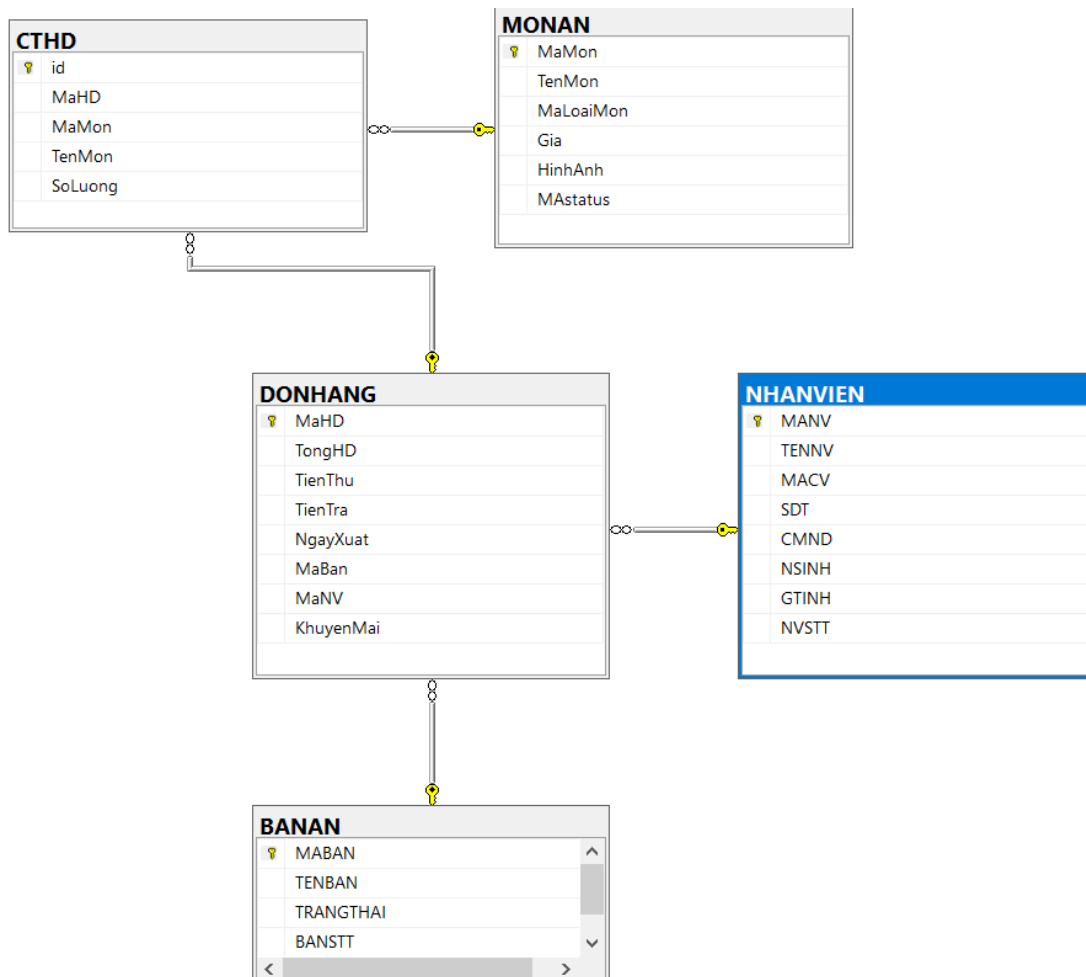 CTHD
id
MaHD
MaMon
TenMon
SoLuong
MONAN
MaMon
TenMon
MaLoaiMon
Gia
HinhAnh
MAstatus
DONHANG
MaHD
TongHD
TienThu
TienTra
NgayXuat
MaBan
MaNV
KhuyenMai
NHANVIEN
MANV
TENNV
MACV
SDT
CMND
NSINH
GTINH
NVSTT
BANAN
MABAN
TENBAN
TRANGTHAI
BANSTT